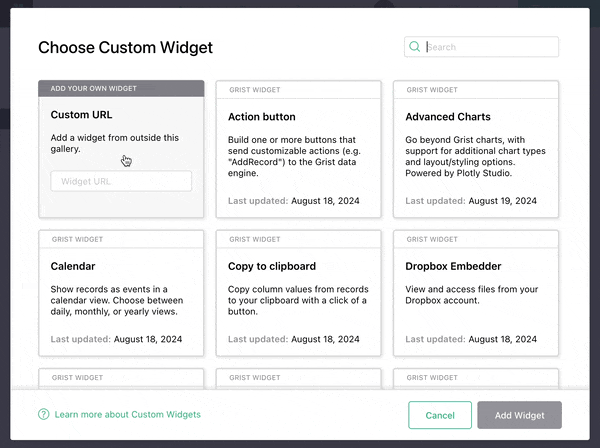 Choose Custom Widget
Search
ADD YOUR OWN WIDGET
Custom URL
Add a widget from outside this
gallery.
Widget URL
GRIST WIDGET
Action button
Build one or more buttons that
send customizable actions (e.g.
"AddRecord") to the Grist data
engine.
Last updated: August 18, 2024
GRIST WIDGET
Advanced Charts
Go beyond Grist charts, with
support for additional chart types
and layout/styling options.
Powered by Plotly Studio.
Last updated: August 19, 2024
GRIST WIDGET
Calendar
Show records as events in a
calendar view. Choose between
daily, monthly, or yearly views.
Last updated: August 18, 2024
GRIST WIDGET
Copy to clipboard
Copy column values from records
to your clipboard with a click of a
button.
Last updated: August 18, 2024
GRIST WIDGET
Dropbox Embedder
View and access files from your
Dropbox account.
Last updated: August 18, 2024
GRIST WIDGET
GRIST WIDGET
GRIST WIDGET
? Learn more about Custom Widgets
Cancel
Add Widget